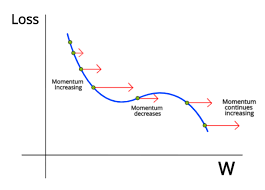 Loss
Momentum
Increasing
Momentum
decreases
Momentum
continues
increasing
W